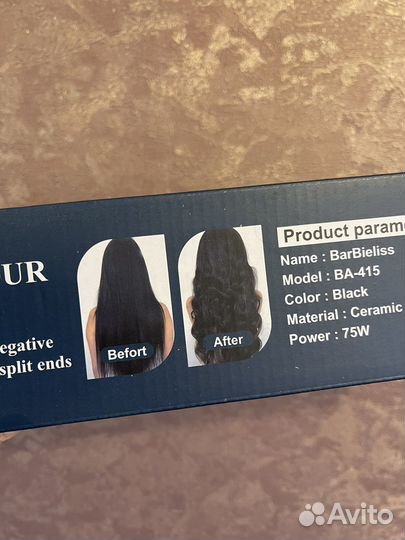 UR
egative
split ends
Befort
After
Product parame
Name : BarBieliss
Model : BA-415
Color : Black
Material : Ceramic
Power : 75W
Avito